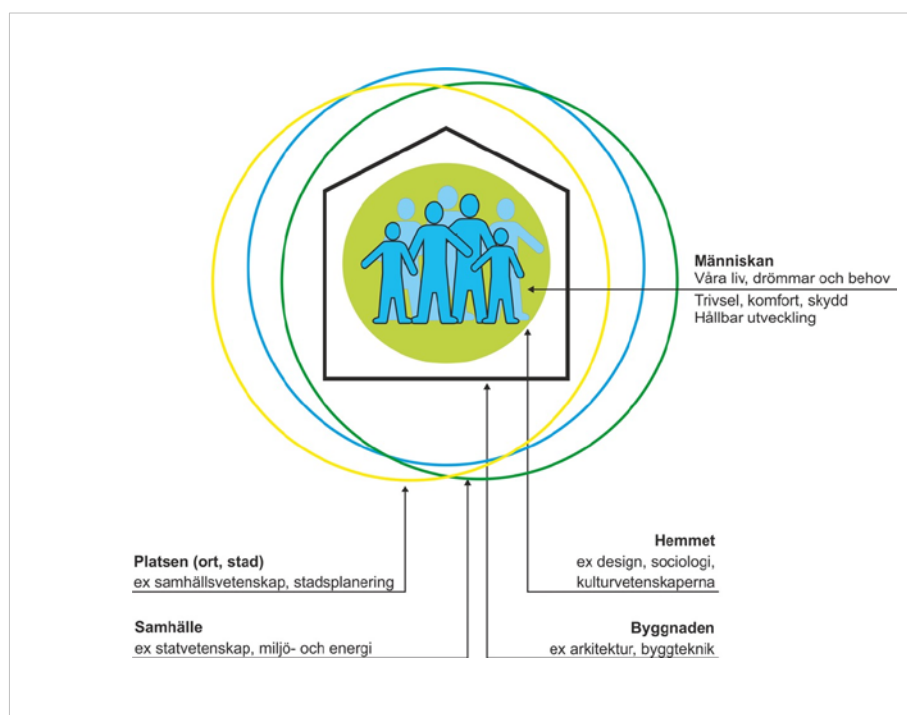 Människan
Våra liv, drömmar och behov
Trivsel, komfort, skydd
Hållbar utveckling
Platsen (ort, stad)
ex samhällsvetenskap, stadsplanering
Samhälle
ex statvetenskap, miljö- och energi
Hemmet
ex design, sociologi,
kulturvetenskaperna
Byggnaden
ex arkitektur, byggteknik